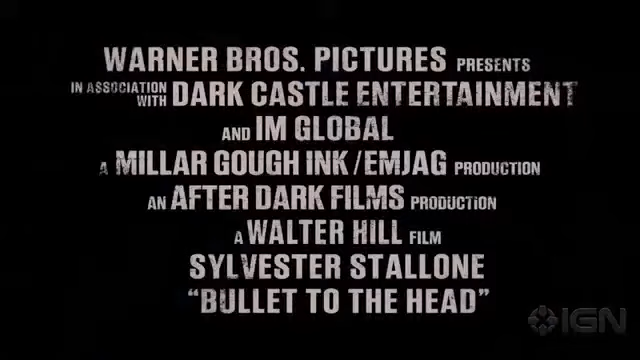 WARNER BROS. PICTURES PRESENTS
IN ASSOCIATION WITH DARK CASTLE ENTERTAINMENT
AND IM GLOBAL
A MILLAR GOUGH INK/EMJAG PRODUCTION
AN AFTER DARK FILMS PRODUCTION
A WALTER HILL FILM
SYLVESTER STALLONE
“BULLET TO THE HEAD”
IGN